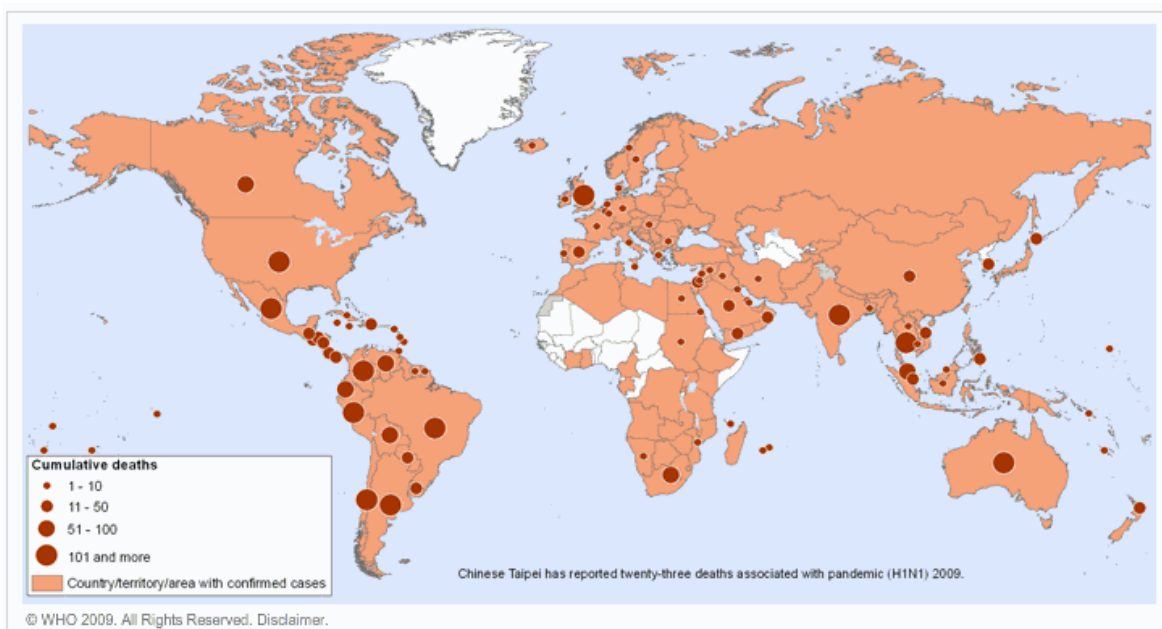 Cumulative deaths
1 - 10
11 - 50
51 - 100
101 and more
Country/territory/area with confirmed cases
Chinese Taipei has reported twenty-three deaths associated with pandemic (H1N1) 2009.
© WHO 2009. All Rights Reserved. Disclaimer.